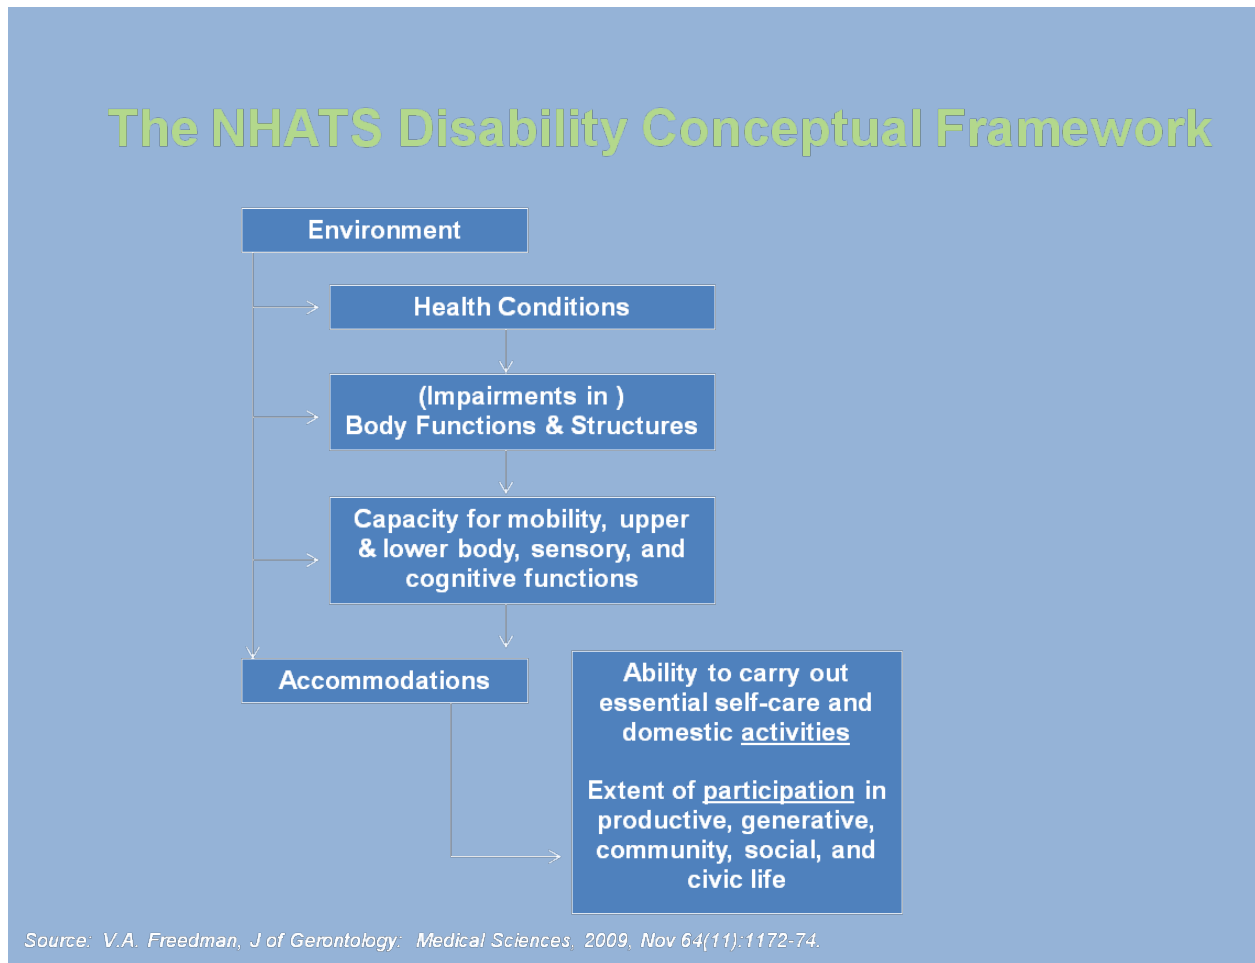 The NHATS Disability Conceptual Framework
Environment
Health Conditions
(Impairments in )
Body Functions & Structures
Capacity for mobility, upper
& lower body, sensory, and
cognitive functions
Accommodations
Ability to carry out
essential self-care and
domestic activities
Extent of participation in
productive, generative,
community, social, and
civic life
Source:  V.A. Freedman, J of Gerontology:  Medical Sciences, 2009, Nov 64(11):1172-74.